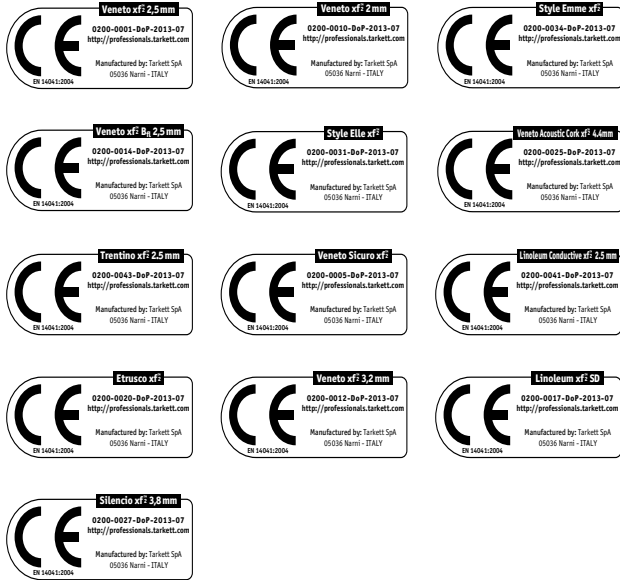 Veneto xf² 2,5 mm
0200-0001-DoP-2013-07
http://professionals.tarkett.com
Manufactured by: Tarkett SpA
05036 Narni - ITALY
EN 14041:2004
Veneto xf² 2 mm
0200-0010-DoP-2013-07
http://professionals.tarkett.com
Manufactured by: Tarkett SpA
05036 Narni - ITALY
EN 14041:2004
Style Emme xf²
0200-0034-DoP-2013-07
http://professionals.tarkett.com
Manufactured by: Tarkett SpA
05036 Narni - ITALY
EN 14041:2004
Veneto xf² Bfl 2,5 mm
0200-0014-DoP-2013-07
http://professionals.tarkett.com
Manufactured by: Tarkett SpA
05036 Narni - ITALY
EN 14041:2004
Style Elle xf²
0200-0031-DoP-2013-07
http://professionals.tarkett.com
Manufactured by: Tarkett SpA
05036 Narni - ITALY
EN 14041:2004
Veneto Acoustic Cork xf² 4.4mm
0200-0025-DoP-2013-07
http://professionals.tarkett.com
Manufactured by: Tarkett SpA
05036 Narni - ITALY
EN 14041:2004
Trentino xf² 2.5 mm
0200-0043-DoP-2013-07
http://professionals.tarkett.com
Manufactured by: Tarkett SpA
05036 Narni - ITALY
EN 14041:2004
Veneto Sicuro xf²
0200-0005-DoP-2013-07
http://professionals.tarkett.com
Manufactured by: Tarkett SpA
05036 Narni - ITALY
EN 14041:2004
Linoleum Conductive xf² 2.5 mm
0200-0041-DoP-2013-07
http://professionals.tarkett.com
Manufactured by: Tarkett SpA
05036 Narni - ITALY
EN 14041:2004
Etrusco xf²
0200-0020-DoP-2013-07
http://professionals.tarkett.com
Manufactured by: Tarkett SpA
05036 Narni - ITALY
EN 14041:2004
Veneto xf² 3,2 mm
0200-0012-DoP-2013-07
http://professionals.tarkett.com
Manufactured by: Tarkett SpA
05036 Narni - ITALY
EN 14041:2004
Linoleum xf² SD
0200-0017-DoP-2013-07
http://professionals.tarkett.com
Manufactured by: Tarkett SpA
05036 Narni - ITALY
EN 14041:2004
Silencio xf² 3,8 mm
0200-0027-DoP-2013-07
http://professionals.tarkett.com
Manufactured by: Tarkett SpA
05036 Narni - ITALY
EN 14041:2004